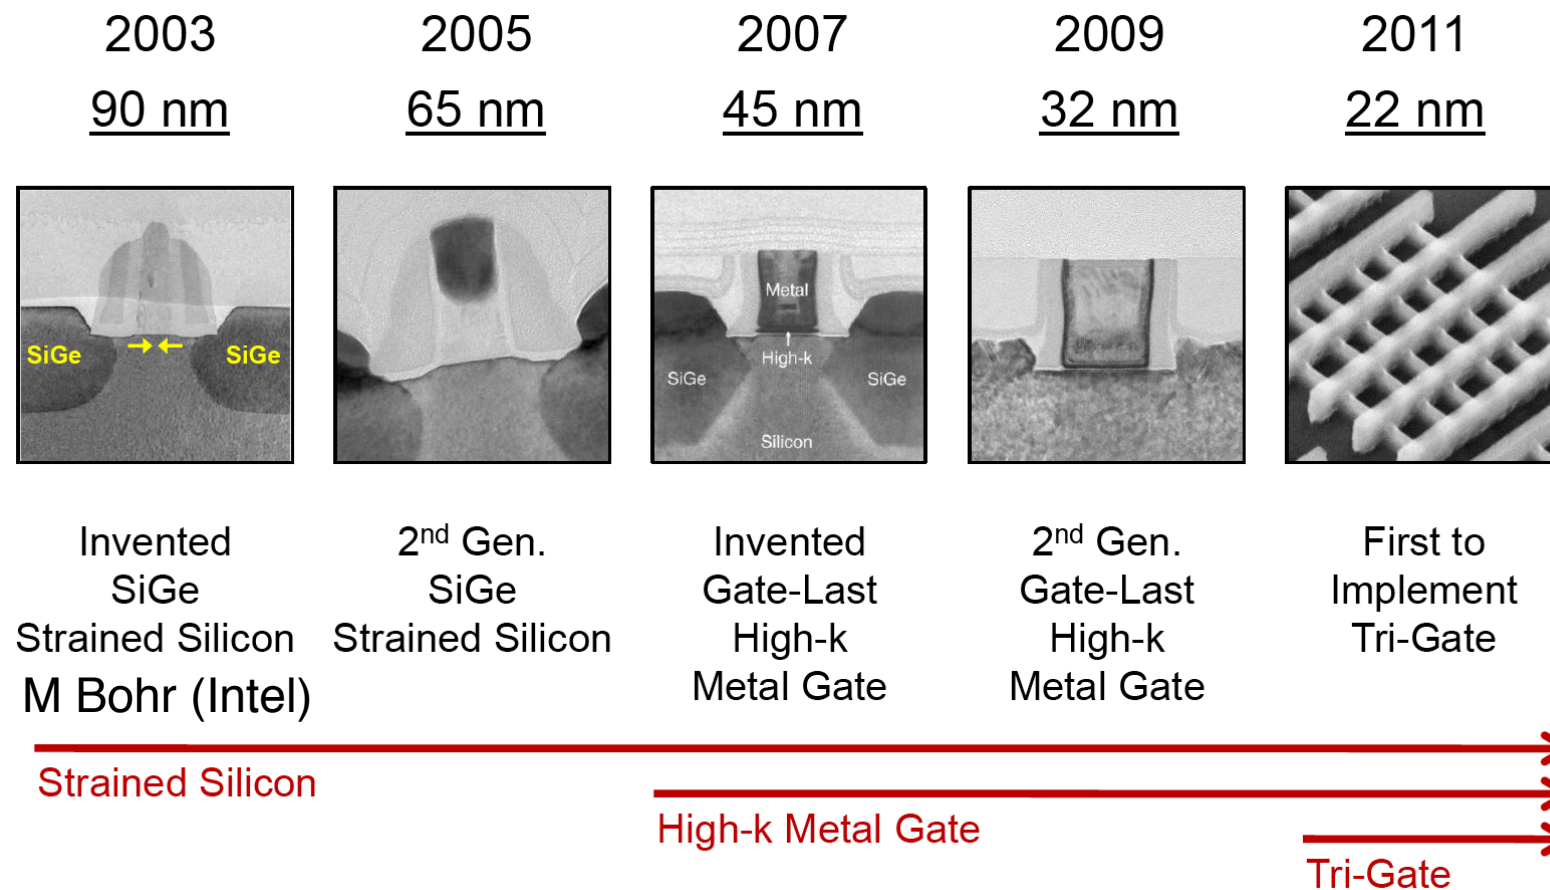 2003
2005
2007
2009
2011
90 nm
65 nm
45 nm
32 nm
22 nm
SiGe
SiGe
Metal
High-k
SiGe
SiGe
Silicon
Invented
SiGe
Strained Silicon
2nd Gen.
SiGe
Strained Silicon
Invented
Gate-Last
High-k
Metal Gate
2nd Gen.
Gate-Last
High-k
Metal Gate
First to
Implement
Tri-Gate
M Bohr (Intel)
Strained Silicon
High-k Metal Gate
Tri-Gate